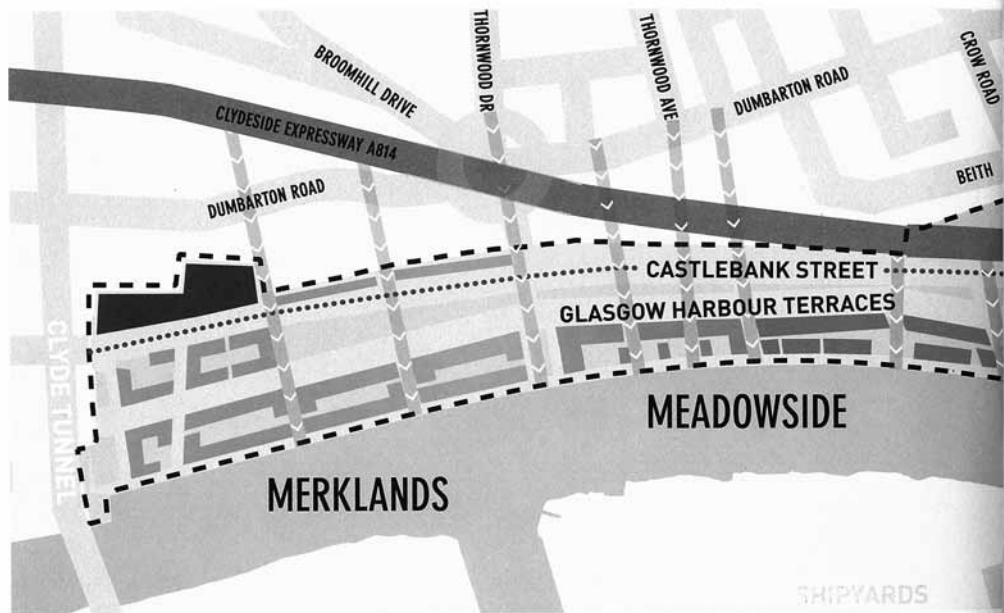 THORNWOOD DR
THORNWOOD AVE
BROOMHILL DRIVE
DUMBARTON ROAD
CROW ROAD
CLYDESIDE EXPRESSWAY A814
BEITH
DUMBARTON ROAD
CASTLEBANK STREET
GLASGOW HARBOUR TERRACES
CLYDE TUNNEL
MEADOWSIDE
MERKLANDS
SHIPYARDS